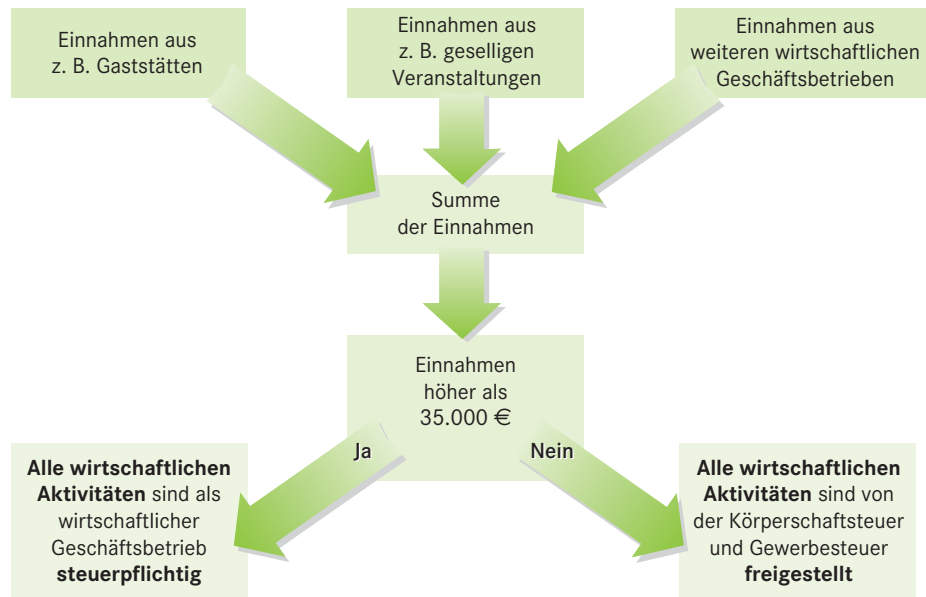 Einnahmen aus
z. B. Gaststätten
Einnahmen aus
z. B. geselligen
Veranstaltungen
Einnahmen aus
weiteren wirtschaftlichen
Geschäftsbetrieben
Summe
der Einnahmen
Einnahmen
höher als
35.000 €
Ja
Nein
Alle wirtschaftlichen
Aktivitäten sind als
wirtschaftlicher
Geschäftsbetrieb
steuerpflichtig
Alle wirtschaftlichen
Aktivitäten sind von
der Körperschaftsteuer
und Gewerbesteuer
freigestellt